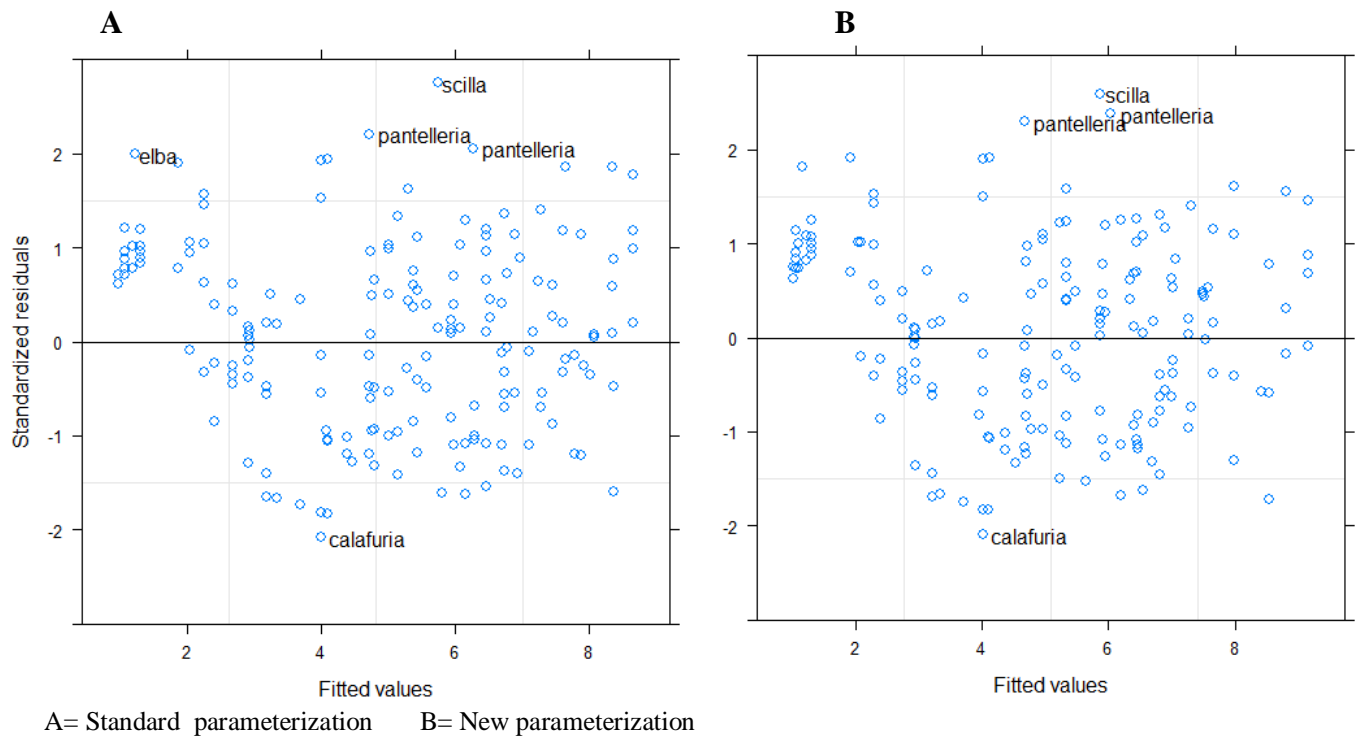 A
B
scilla
pantelleria
pantelleria
elba
calafuria
scilla
pantelleria
pantelleria
calafuria
Standardized residuals
2
1
0
-1
-2
2
1
0
-1
-2
2 4 6 8
2 4 6 8
Fitted values
Fitted values
A= Standard parameterization B= New parameterization